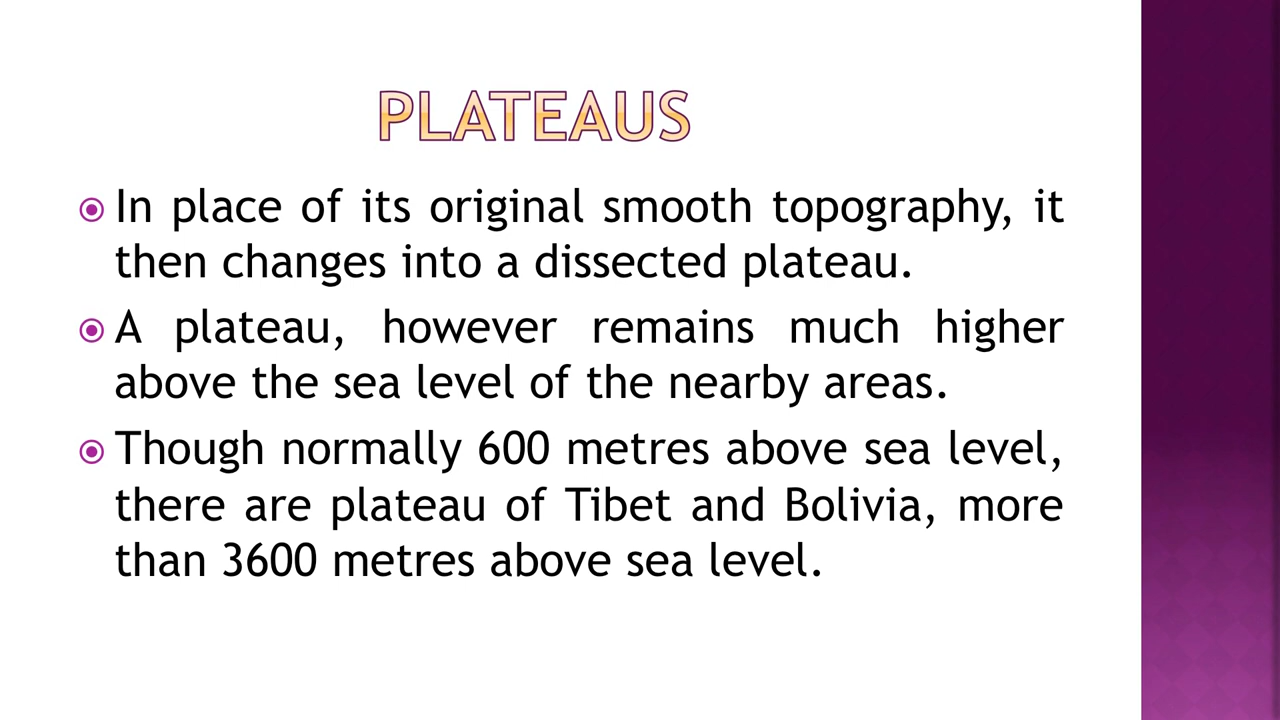 PLATEAUS
In place of its original smooth topography, it
then changes into a dissected plateau.
A plateau, however remains much higher
above the sea level of the nearby areas.
Though normally 600 metres above sea level,
there are plateau of Tibet and Bolivia, more
than 3600 metres above sea level.